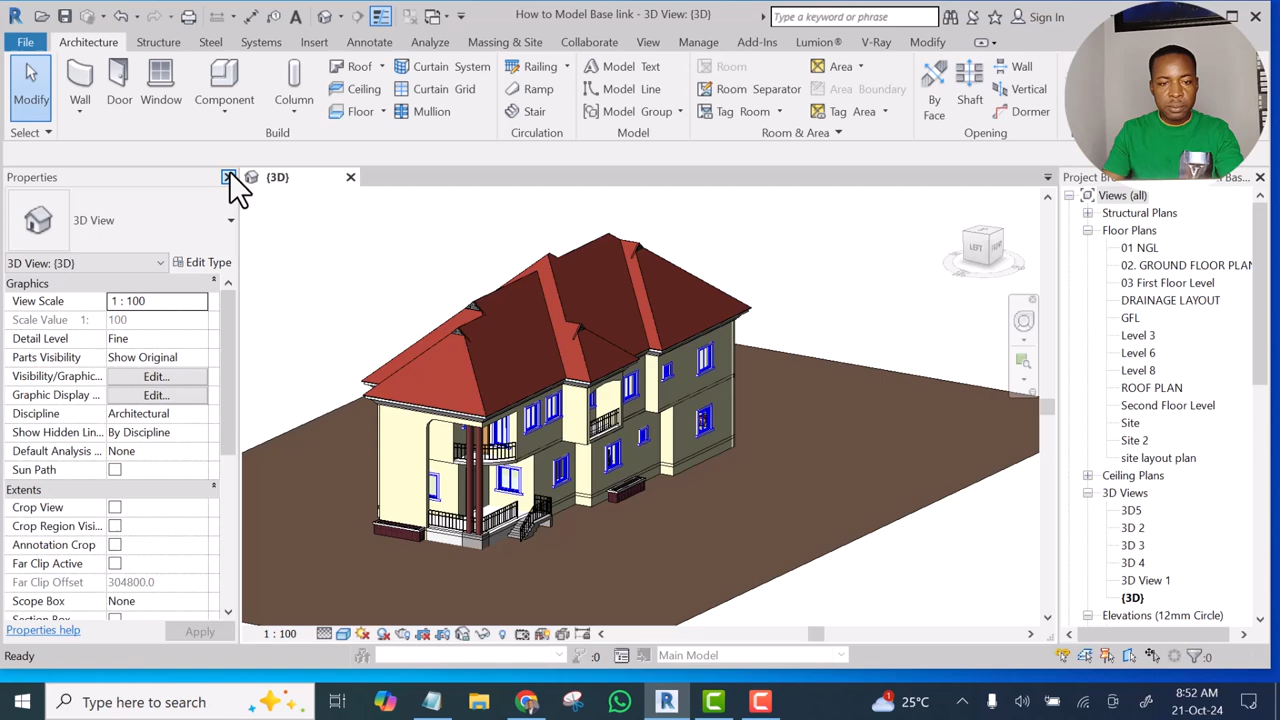 How to Model Base link - 3D View: {3D}
Type a keyword or phrase
Sign In
File
Architecture
Structure
Steel
Systems
Insert
Annotate
Analyze
Massing & Site
Collaborate
View
Manage
Add-Ins
Lumion®
V-Ray
Modify
Modify
Wall
Door
Window
Component
Column
Roof
Ceiling
Floor
Curtain System
Curtain Grid
Mullion
Railing
Ramp
Stair
Model Text
Model Line
Model Group
Room
Room Separator
Tag Room
Area
Area Boundary
Tag Area
By Face
Shaft
Wall
Vertical
Dormer
Select
Build
Circulation
Model
Room & Area
Opening
Properties
3D View
3D View: {3D}
Edit Type
Graphics
View Scale 1 : 100
Scale Value 1: 100
Detail Level Fine
Parts Visibility Show Original
Visibility/Graphic... Edit...
Graphic Display ... Edit...
Discipline Architectural
Show Hidden Lin... By Discipline
Default Analysis ... None
Sun Path
Extents
Crop View
Crop Region Visi...
Annotation Crop
Far Clip Active
Far Clip Offset 304800.0
Scope Box None
Properties help
Apply
{3D}
LEFT
1 : 100
Views (all)
Structural Plans
Floor Plans
01 NGL
02. GROUND FLOOR PLAN
03 First Floor Level
DRAINAGE LAYOUT
GFL
Level 3
Level 6
Level 8
ROOF PLAN
Second Floor Level
Site
Site 2
site layout plan
Ceiling Plans
3D Views
3D5
3D 2
3D 3
3D 4
3D View 1
{3D}
Elevations (12mm Circle)
Ready
:0
Main Model
:0
Type here to search
25°C
8:52 AM
21-Oct-24